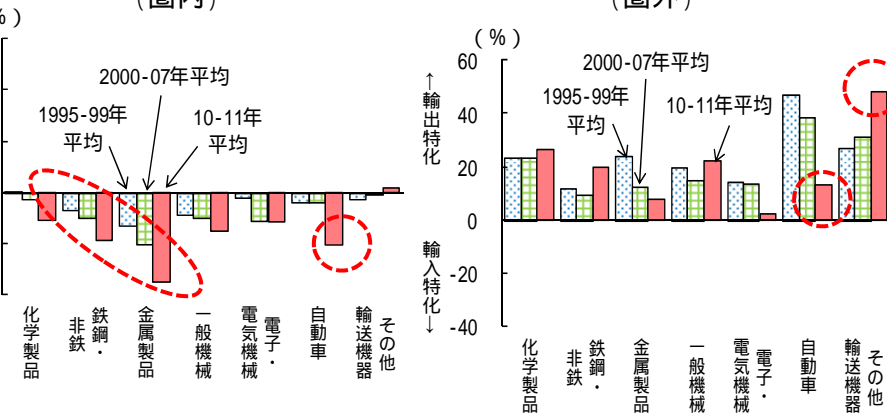 (圏内)
%)
2000-07年平均
1995-99年
平均
10-11年
平均
化学製品
鉄鋼・
非鉄
金属製品
一般機械
電子・
電気機械
自動車
その他
輸送機器
(圏外)
(%)
60
40
20
0
-20
-40
←輸出特化
輸入特化→
2000-07年平均
1995-99年
平均
10-11年平均
化学製品
鉄鋼・
非鉄
金属製品
一般機械
電子・
電気機械
自動車
その他
輸送機器